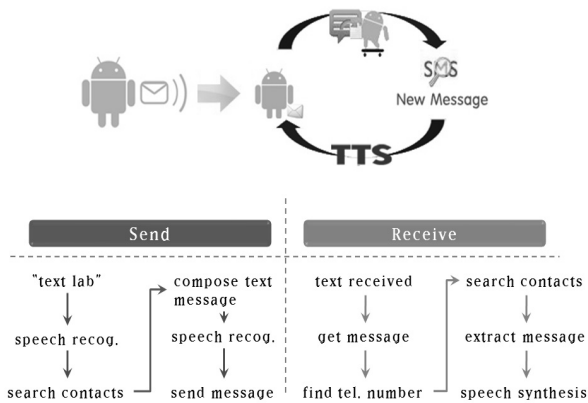 SMS
New Message
TTS
Send
Receive
"text lab"
speech recog.
search contacts
compose text
message
speech recog.
send message
text received
get message
find tel. number
search contacts
extract message
speech synthesis